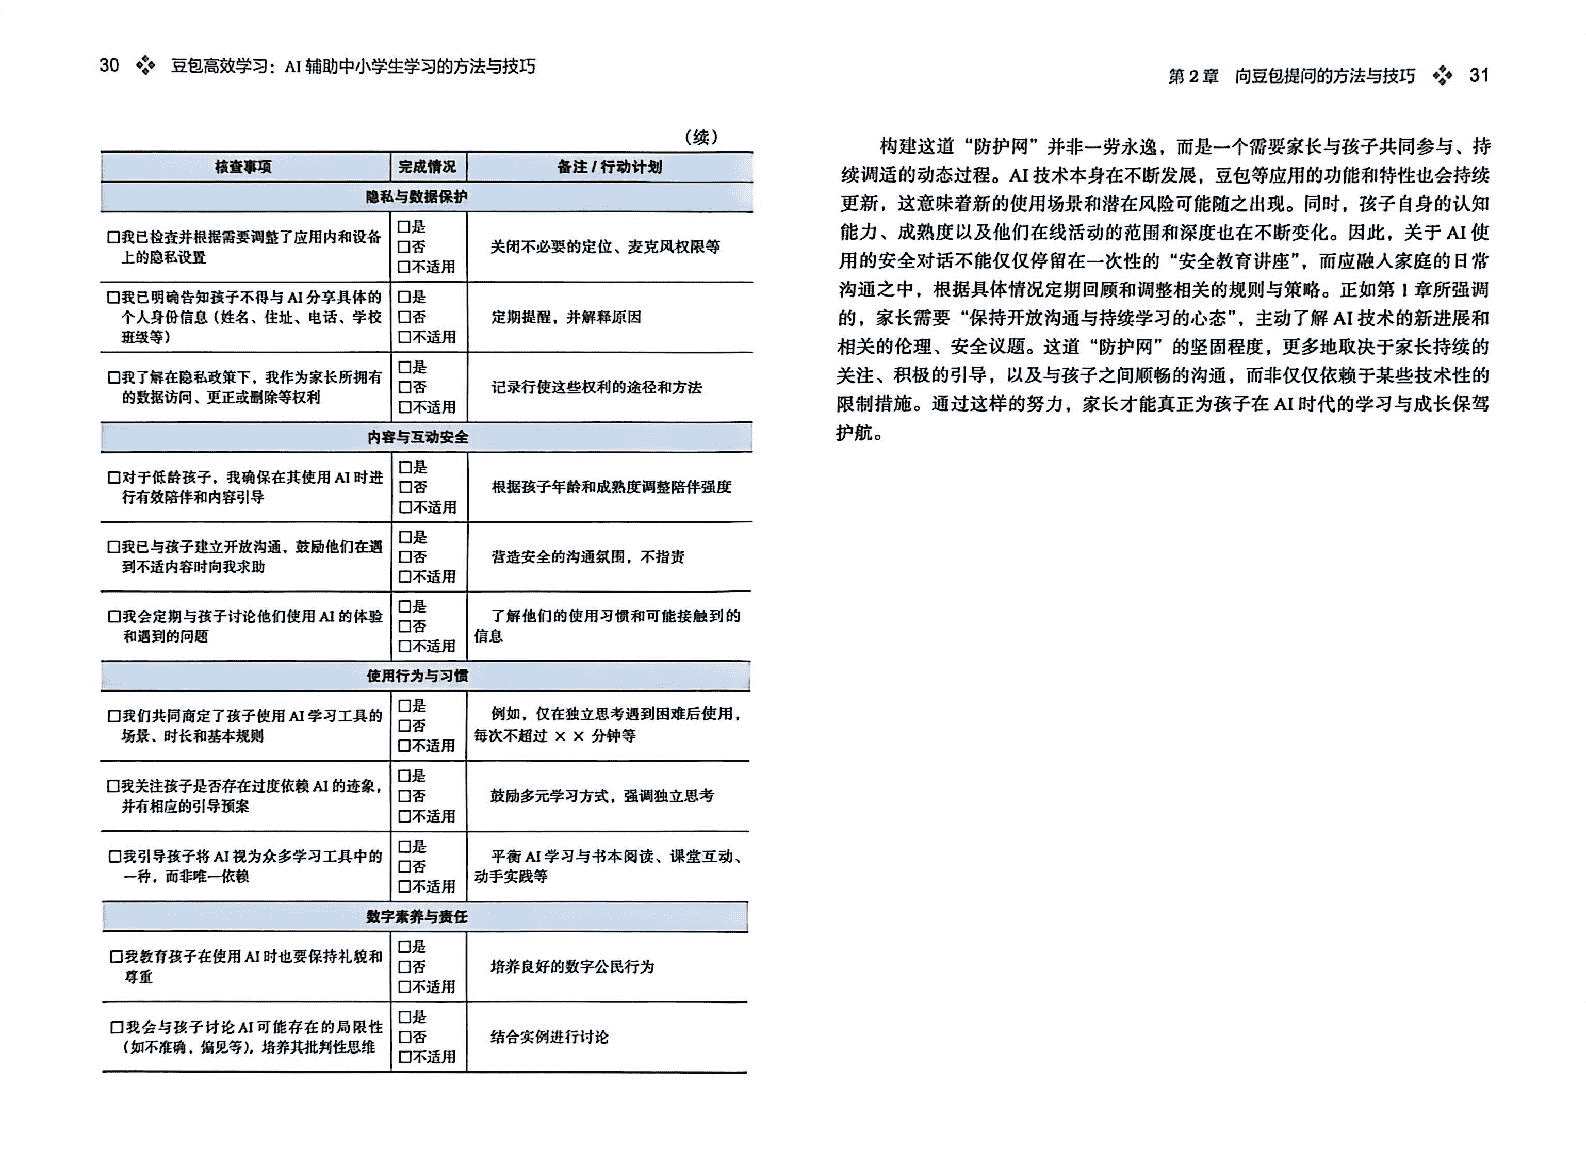 30 豆包高效学习：AI 辅助中小学生学习的方法与技巧
（续）
核查事项 完成情况 备注 / 行动计划
隐私与数据保护
□我已检查并根据需要调整了应用内和设备
上的隐私设置
□是
□否
□不适用
关闭不必要的定位、麦克风权限等
□我已明确告知孩子不得与 AI 分享具体的
个人身份信息（姓名、住址、电话、学校
班级等）
□是
□否
□不适用
定期提醒，并解释原因
□我了解在隐私政策下，我作为家长所拥有
的数据访问、更正或删除等权利
□是
□否
□不适用
记录行使这些权利的途径和方法
内容与互动安全
□对于低龄孩子，我确保在其使用 AI 时进
行有效陪伴和内容引导
□是
□否
□不适用
根据孩子年龄和成熟度调整陪伴强度
□我已与孩子建立开放沟通，鼓励他们在遇
到不适内容时向我求助
□是
□否
□不适用
营造安全的沟通氛围，不指责
□我会定期与孩子讨论他们使用 AI 的体验
和遇到的问题
□是
□否
□不适用
了解他们的使用习惯和可能接触到的
信息
使用行为与习惯
□我们共同商定了孩子使用 AI 学习工具的
场景、时长和基本规则
□是
□否
□不适用
例如，仅在独立思考遇到困难后使用，
每次不超过 × × 分钟等
□我关注孩子是否存在过度依赖 AI 的迹象，
并有相应的引导预案
□是
□否
□不适用
鼓励多元学习方式，强调独立思考
□我引导孩子将 AI 视为众多学习工具中的
一种，而非唯一依赖
□是
□否
□不适用
平衡 AI 学习与书本阅读、课堂互动、
动手实践等
数字素养与责任
□我教育孩子在使用 AI 时也要保持礼貌和
尊重
□是
□否
□不适用
培养良好的数字公民行为
□我会与孩子讨论 AI 可能存在的局限性
（如不准确，偏见等），培养其批判性思维
□是
□否
□不适用
结合实例进行讨论
第 2 章 向豆包提问的方法与技巧 31
构建这道“防护网”并非一劳永逸，而是一个需要家长与孩子共同参与、持
续调适的动态过程。AI 技术本身在不断发展，豆包等应用的功能和特性也会持续
更新，这意味着新的使用场景和潜在风险可能随之出现。同时，孩子自身的认知
能力、成熟度以及他们在线活动的范围和深度也在不断变化。因此，关于 AI 使
用的安全对话不能仅仅停留在一次性的“安全教育讲座”，而应融入家庭的日常
沟通之中，根据具体情况定期回顾和调整相关的规则与策略。正如第 1 章所强调
的，家长需要“保持开放沟通与持续学习的心态”，主动了解 AI 技术的新进展和
相关的伦理、安全议题。这道“防护网”的坚固程度，更多地取决于家长持续的
关注、积极的引导，以及与孩子之间顺畅的沟通，而非仅仅依赖于某些技术性的
限制措施。通过这样的努力，家长才能真正为孩子在 AI 时代的学习与成长保驾
护航。